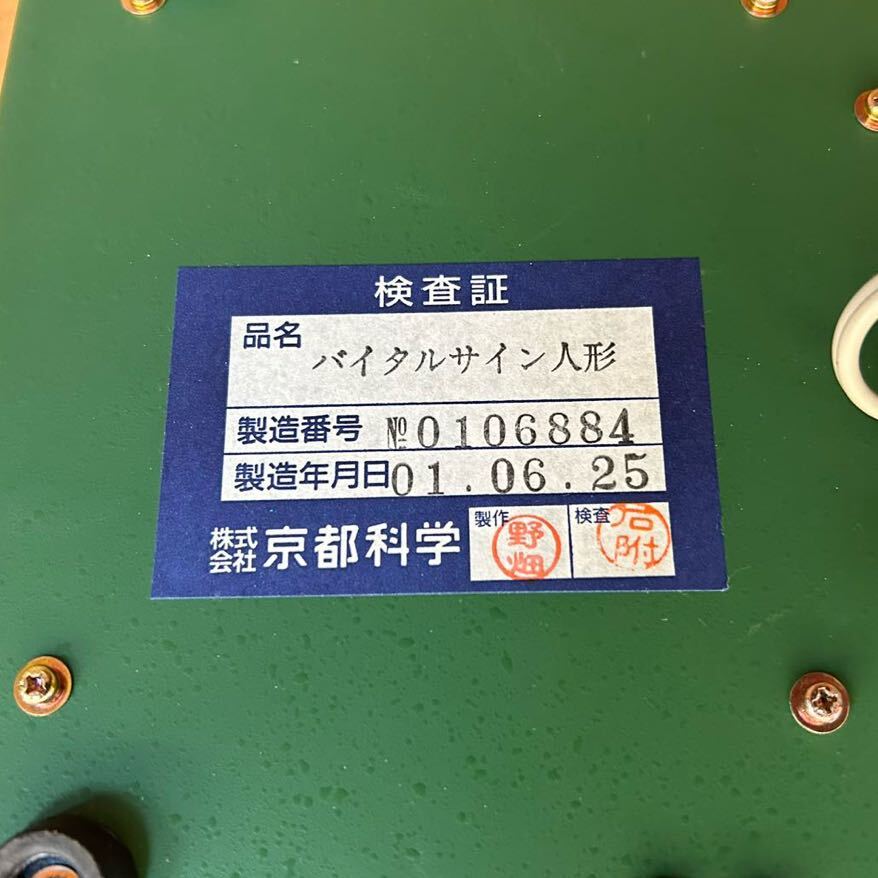 検査証
品名
バイタルサイン人形
製造番号 №0106884
製造年月日 01.06.25
株式会社 京都科学
製作 野畑
検査 石附